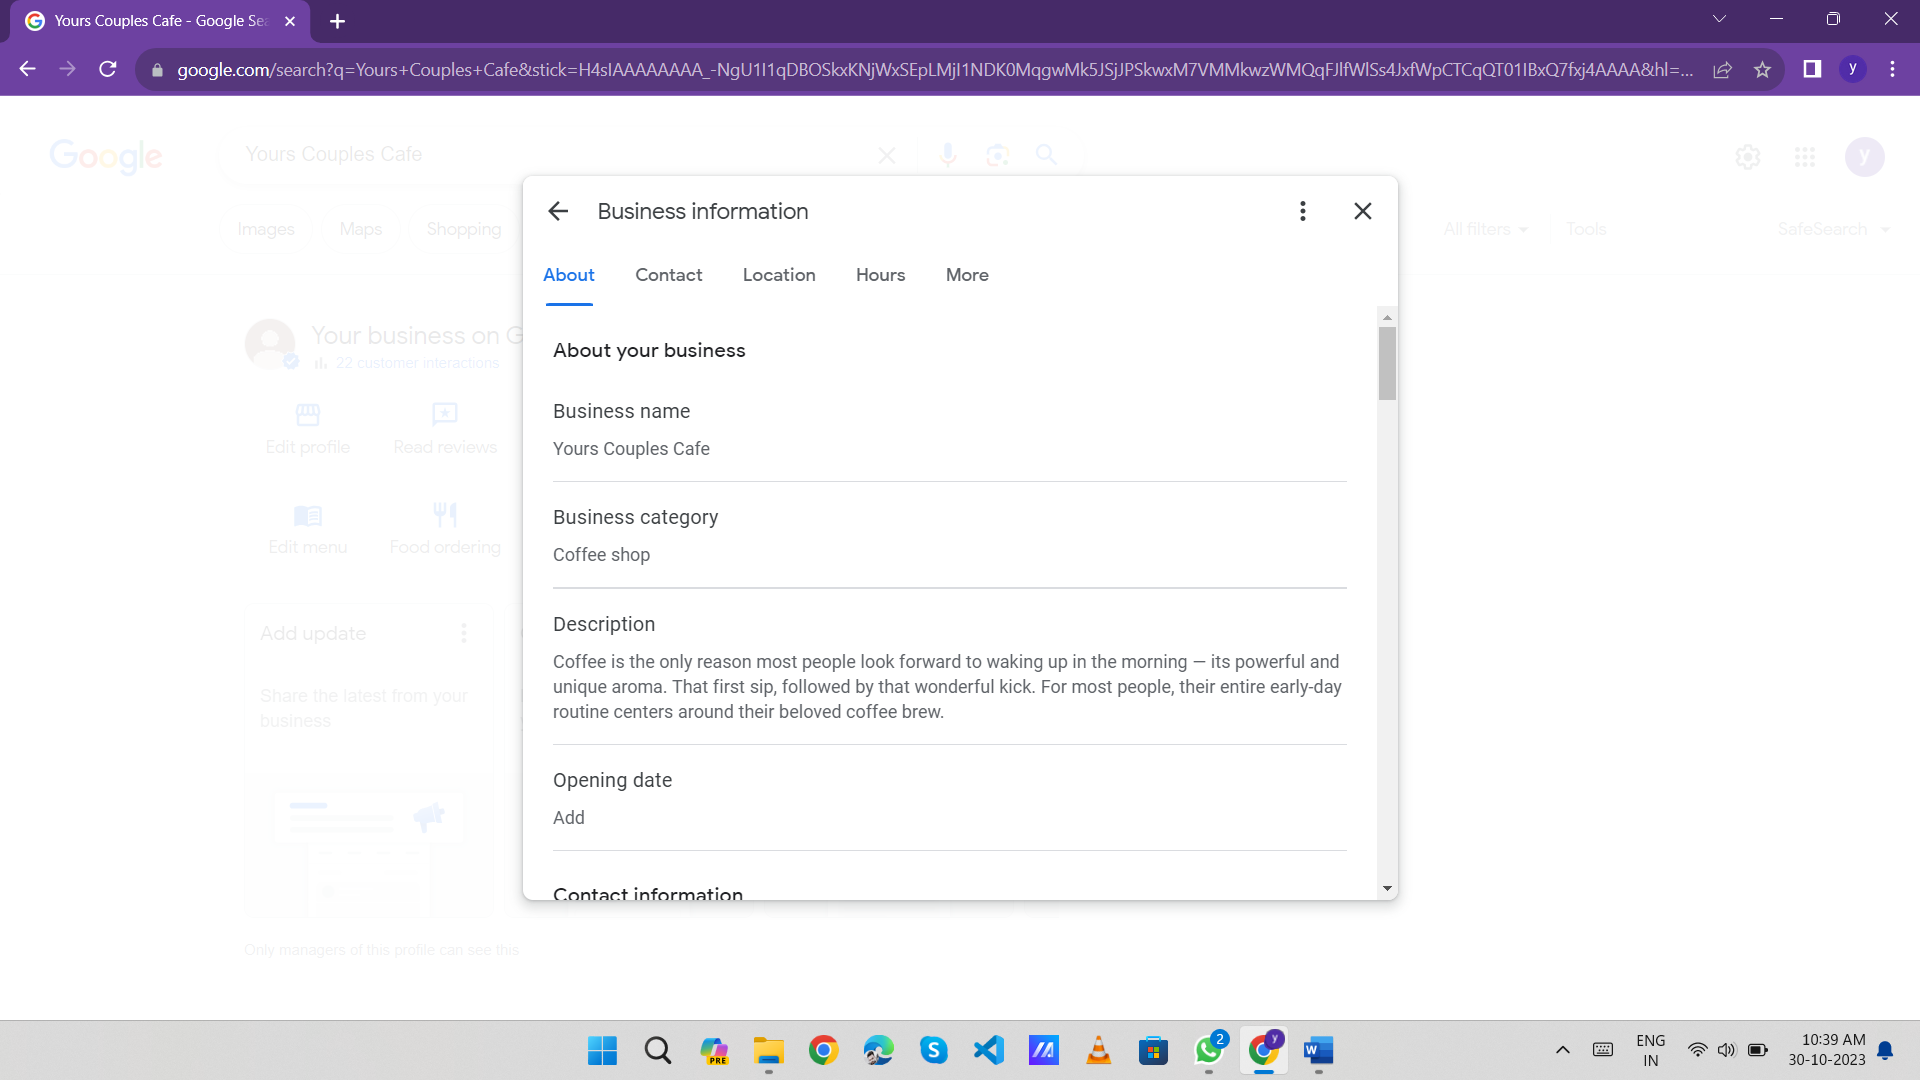 Yours Couples Cafe - Google Sea
google.com/search?q=Yours+Couples+Cafe&stick=H4sIAAAAAAAA_-NgU1I1qDBOSkxKNjWxSEpLMjI1NDK0MqgwMk5JSjJPSkwxM7VMMkwzWMQqFJlfWlSs4JxfWpCTCqQT01IBxQ7fxj4AAAA&hl=...
y
Google
Yours Couples Cafe
y
Images
Maps
Shopping
All filters
Tools
SafeSearch
Business information
About
Contact
Location
Hours
More
Your business on G
22 customer interactions
Edit profile
Read reviews
Edit menu
Food ordering
Add update
Share the latest from your
business
Only managers of this profile can see this
About your business
Business name
Yours Couples Cafe
Business category
Coffee shop
Description
Coffee is the only reason most people look forward to waking up in the morning — its powerful and
unique aroma. That first sip, followed by that wonderful kick. For most people, their entire early-day
routine centers around their beloved coffee brew.
Opening date
Add
Contact information
PRE
S
2
y
W
ENG
IN
10:39 AM
30-10-2023